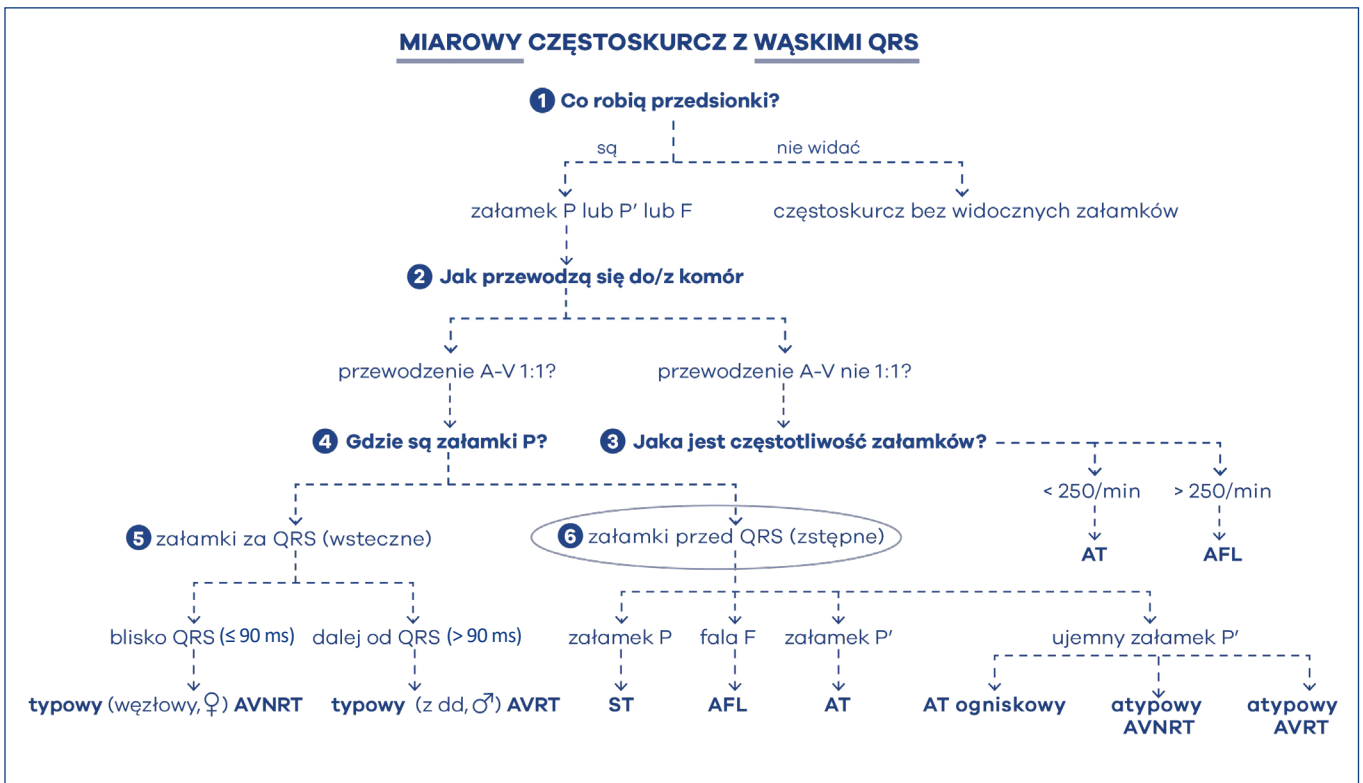 MIAROWY CZĘSTOSKURCZ Z WĄSKIMI QRS
1 Co robią przedsionki?
są
nie widać
załamek P lub P′ lub F
częstoskurcz bez widocznych załamków
2 Jak przewodzą się do/z komór
przewodzenie A-V 1:1?
przewodzenie A-V nie 1:1?
4 Gdzie są załamki P?
3 Jaka jest częstotliwość załamków?
< 250/min
> 250/min
AT
AFL
5 załamki za QRS (wsteczne)
6 załamki przed QRS (zstępne)
blisko QRS (≤ 90 ms)
dalej od QRS (> 90 ms)
załamek P
fala F
załamek P′
ujemny załamek P′
typowy (węzłowy, ♀) AVNRT
typowy (z dd, ♂) AVRT
ST
AFL
AT
AT ogniskowy
atypowy
AVNRT
atypowy
AVRT